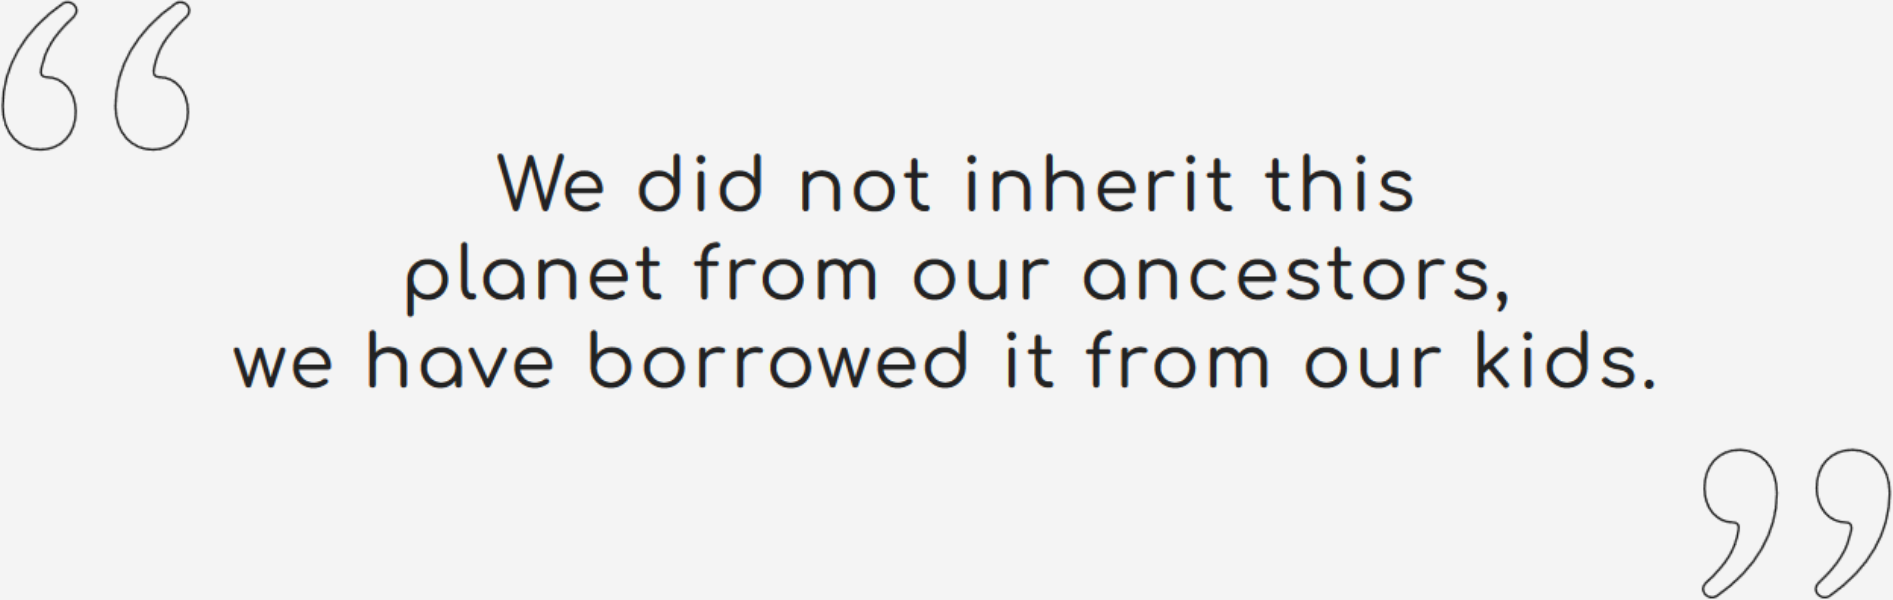 “
We did not inherit this
planet from our ancestors,
we have borrowed it from our kids.
”